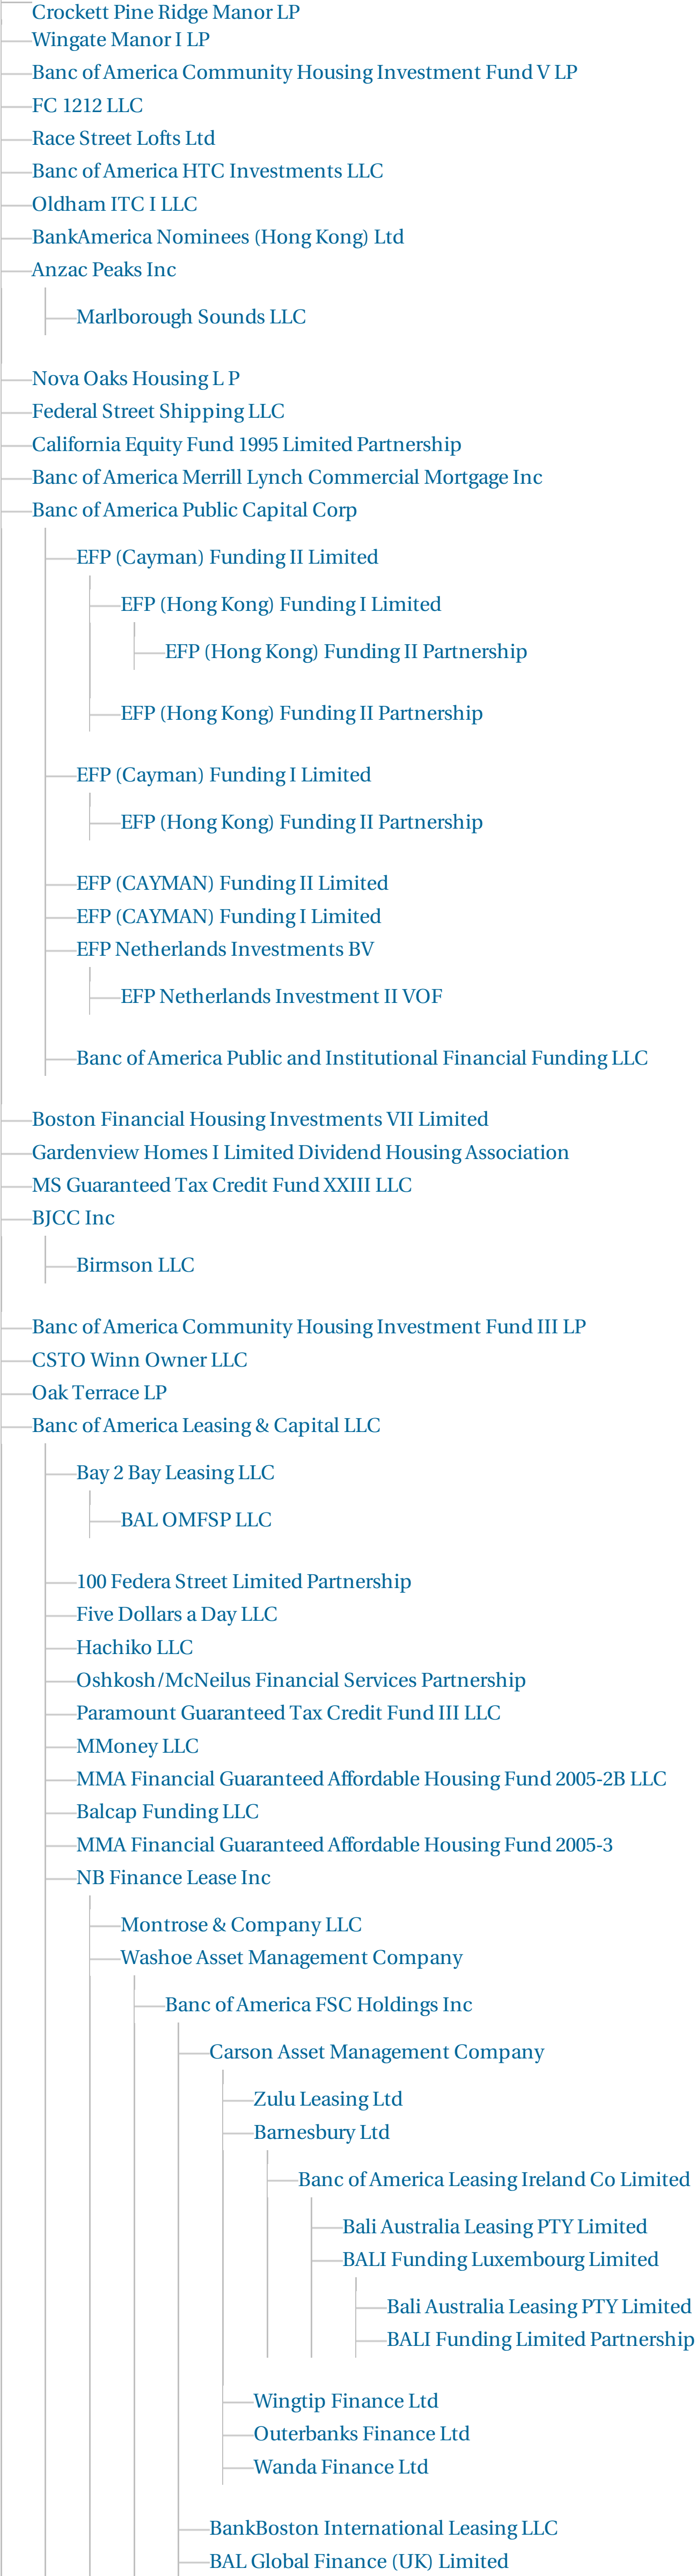 Crockett Pine Ridge Manor LP
Wingate Manor I LP
Banc of America Community Housing Investment Fund V LP
FC 1212 LLC
Race Street Lofts Ltd
Banc of America HTC Investments LLC
Oldham ITC I LLC
BankAmerica Nominees (Hong Kong) Ltd
Anzac Peaks Inc
Marlborough Sounds LLC
Nova Oaks Housing L P
Federal Street Shipping LLC
California Equity Fund 1995 Limited Partnership
Banc of America Merrill Lynch Commercial Mortgage Inc
Banc of America Public Capital Corp
EFP (Cayman) Funding II Limited
EFP (Hong Kong) Funding I Limited
EFP (Hong Kong) Funding II Partnership
EFP (Hong Kong) Funding II Partnership
EFP (Cayman) Funding I Limited
EFP (Hong Kong) Funding II Partnership
EFP (CAYMAN) Funding II Limited
EFP (CAYMAN) Funding I Limited
EFP Netherlands Investments BV
EFP Netherlands Investment II VOF
Banc of America Public and Institutional Financial Funding LLC
Boston Financial Housing Investments VII Limited
Gardenview Homes I Limited Dividend Housing Association
MS Guaranteed Tax Credit Fund XXIII LLC
BJCC Inc
Birmson LLC
Banc of America Community Housing Investment Fund III LP
CSTO Winn Owner LLC
Oak Terrace LP
Banc of America Leasing & Capital LLC
Bay 2 Bay Leasing LLC
BAL OMFSP LLC
100 Federa Street Limited Partnership
Five Dollars a Day LLC
Hachiko LLC
Oshkosh/McNeilus Financial Services Partnership
Paramount Guaranteed Tax Credit Fund III LLC
MMoney LLC
MMA Financial Guaranteed Affordable Housing Fund 2005-2B LLC
Balcap Funding LLC
MMA Financial Guaranteed Affordable Housing Fund 2005-3
NB Finance Lease Inc
Montrose & Company LLC
Washoe Asset Management Company
Banc of America FSC Holdings Inc
Carson Asset Management Company
Zulu Leasing Ltd
Barnesbury Ltd
Banc of America Leasing Ireland Co Limited
Bali Australia Leasing PTY Limited
BALI Funding Luxembourg Limited
Bali Australia Leasing PTY Limited
BALI Funding Limited Partnership
Wingtip Finance Ltd
Outerbanks Finance Ltd
Wanda Finance Ltd
BankBoston International Leasing LLC
BAL Global Finance (UK) Limited